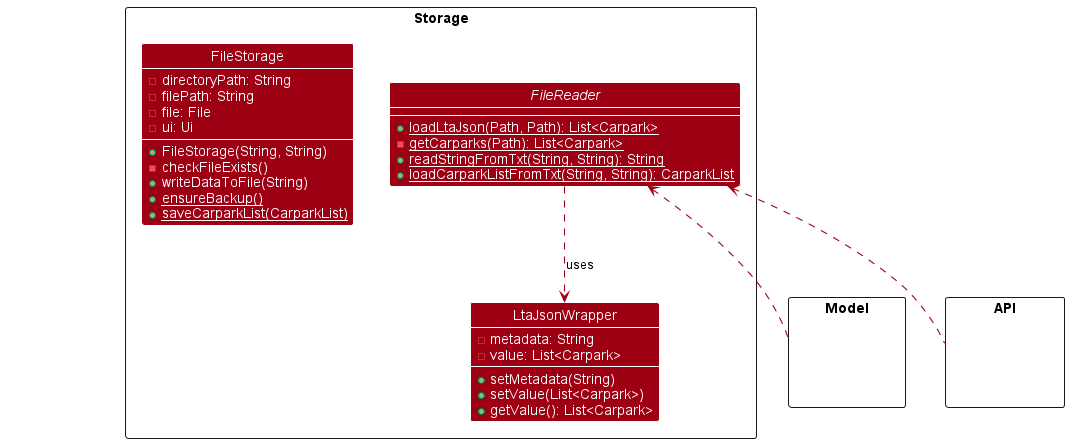 Storage
FileStorage
directoryPath: String
filePath: String
file: File
ui: Ui
FileStorage(String, String)
checkFileExists()
writeDataToFile(String)
ensureBackup()
saveCarparkList(CarparkList)
FileReader
loadLtaJson(Path, Path): List<Carpark>
getCarparks(Path): List<Carpark>
readStringFromTxt(String, String): String
loadCarparkListFromTxt(String, String): CarparkList
uses
LtaJsonWrapper
metadata: String
value: List<Carpark>
setMetadata(String)
setValue(List<Carpark>)
getValue(): List<Carpark>
Model
API